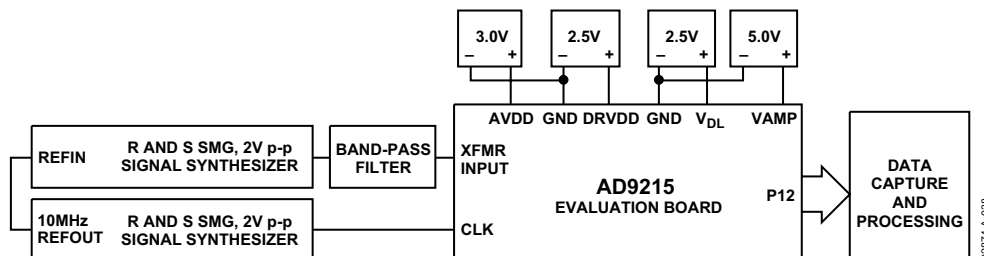 3.0V
– +
2.5V
– +
2.5V
– +
5.0V
– +
AVDD GND DRVDD GND VDL VAMP
REFIN
R AND S SMG, 2V p-p
SIGNAL SYNTHESIZER
BAND-PASS
FILTER
XFMR
INPUT
AD9215
EVALUATION BOARD
P12
DATA
CAPTURE
AND
PROCESSING
10MHz
REFOUT
R AND S SMG, 2V p-p
SIGNAL SYNTHESIZER
CLK